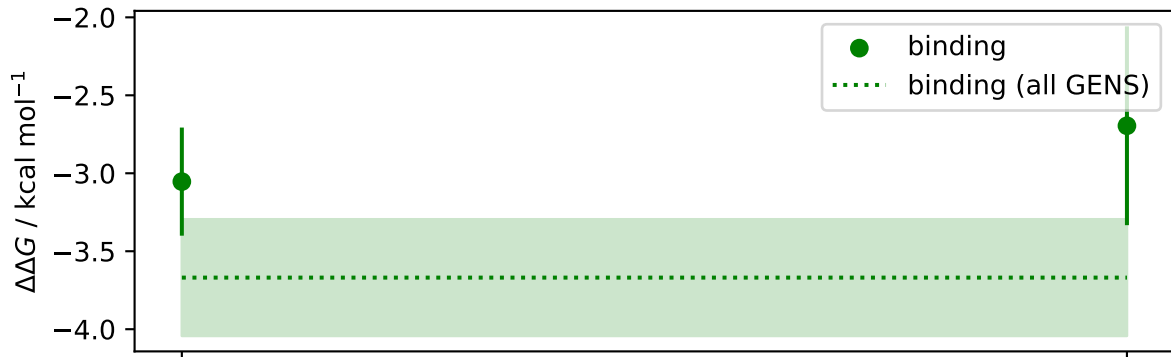 −2.0
−2.5
−3.0
−3.5
−4.0
ΔΔG / kcal mol⁻¹
binding
binding (all GENS)